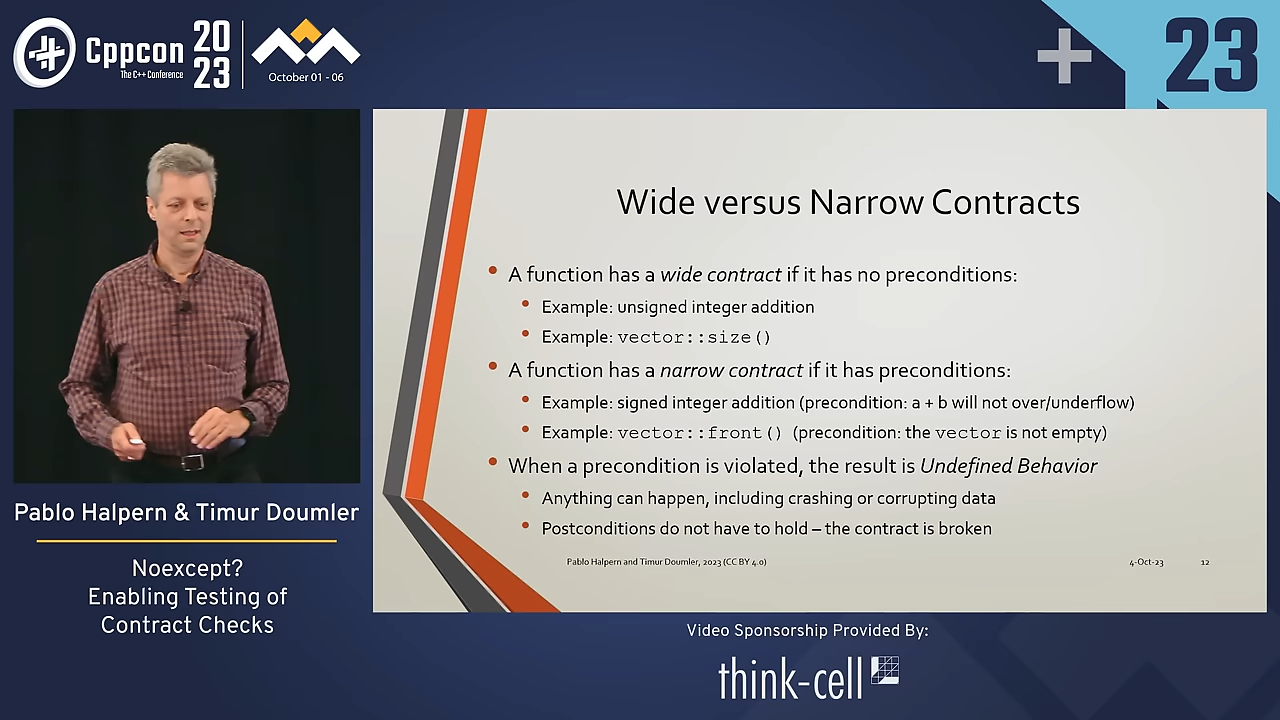 Cppcon
The C++ Conference
20
23
October 01 - 06
23
Wide versus Narrow Contracts
• A function has a wide contract if it has no preconditions:
• Example: unsigned integer addition
• Example: vector::size()
• A function has a narrow contract if it has preconditions:
• Example: signed integer addition (precondition: a + b will not over/underflow)
• Example: vector::front() (precondition: the vector is not empty)
• When a precondition is violated, the result is Undefined Behavior
• Anything can happen, including crashing or corrupting data
• Postconditions do not have to hold – the contract is broken
Pablo Halpern and Timur Doumler, 2023 (CC BY 4.0)
4-Oct-23
12
Pablo Halpern & Timur Doumler
Noexcept?
Enabling Testing of
Contract Checks
Video Sponsorship Provided By:
think-cell